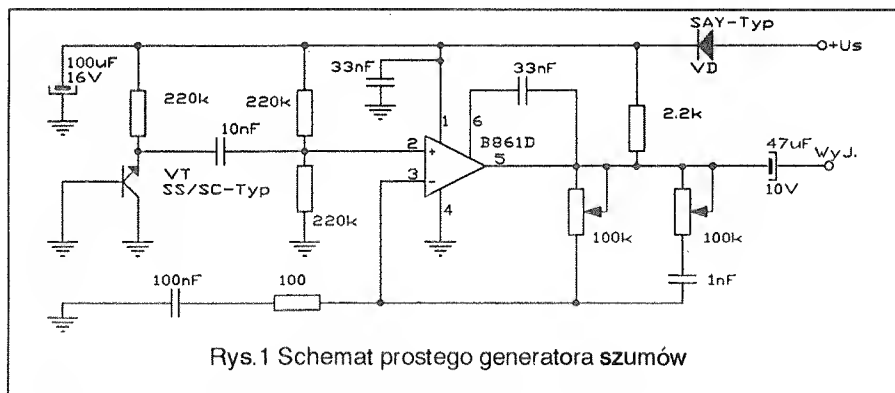 SAY-Typ
+Us
VD
100uF
16V
33nF
33nF
220k
220k
10nF
1
6
B861D
2.2k
47uF
WyJ.
10V
2
+
5
3
-
4
VT
SS/SC-Typ
220k
100k
100k
100nF
100
1nF
Rys.1 Schemat prostego generatora szumów